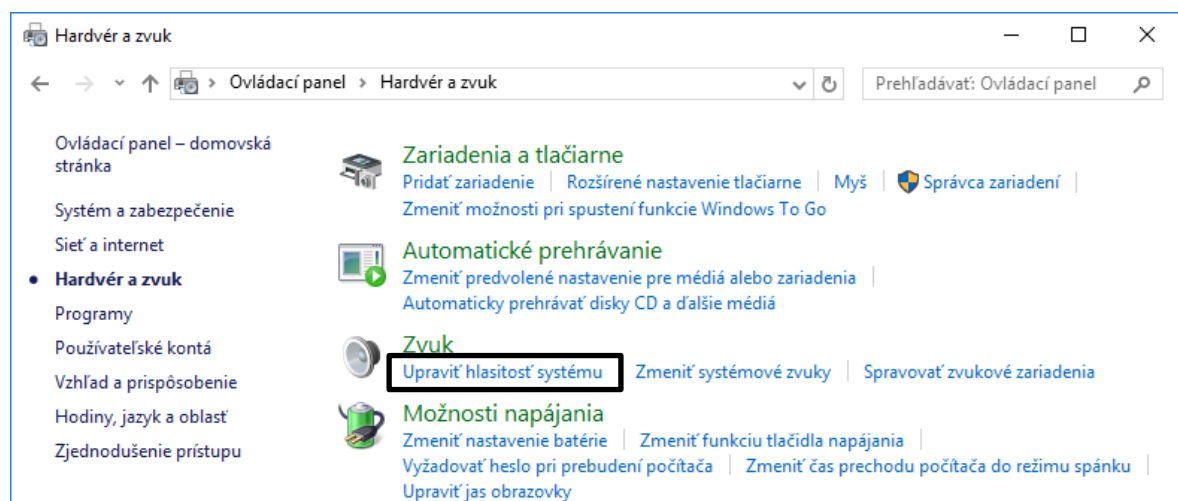 Hardvér a zvuk
Ovládací panel > Hardvér a zvuk
Prehľadávať: Ovládací panel
Ovládací panel – domovská
stránka
Systém a zabezpečenie
Sieť a internet
Hardvér a zvuk
Programy
Používateľské kontá
Vzhľad a prispôsobenie
Hodiny, jazyk a oblasť
Zjednodušenie prístupu
Zariadenia a tlačiarne
Pridať zariadenie | Rozšírené nastavenie tlačiarne | Myš | Správca zariadení |
Zmeniť možnosti pri spustení funkcie Windows To Go
Automatické prehrávanie
Zmeniť predvolené nastavenie pre médiá alebo zariadenia |
Automaticky prehrávať disky CD a ďalšie médiá
Zvuk
Upraviť hlasitosť systému | Zmeniť systémové zvuky | Spravovať zvukové zariadenia
Možnosti napájania
Zmeniť nastavenie batérie | Zmeniť funkciu tlačidla napájania |
Vyžadovať heslo pri prebudení počítača | Zmeniť čas prechodu počítača do režimu spánku |
Upraviť jas obrazovky